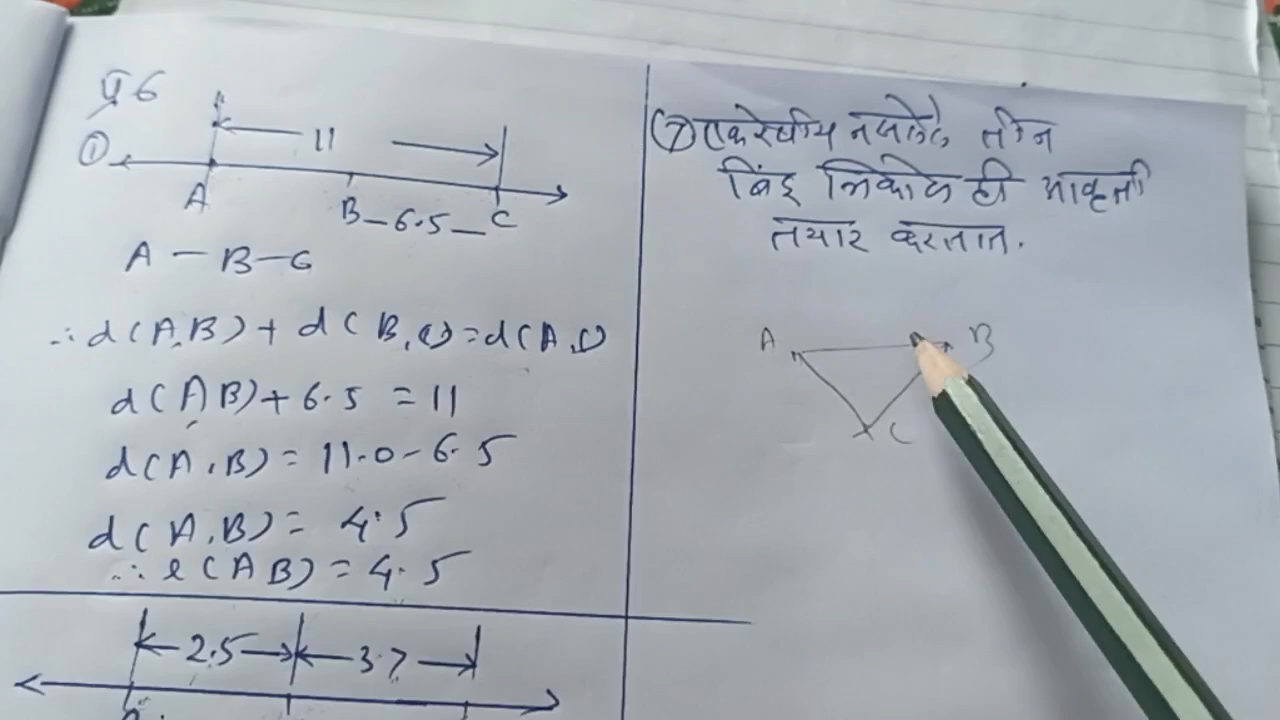 प्र 6
① 11
A
B - 6.5 - C
A - B - C
∴ d(A,B) + d(B,C) = d(A,C)
d(AB) + 6.5 = 11
d(A,B) = 11.0 - 6.5
d(A,B) = 4.5
∴ l(AB) = 4.5
2.5 3.7
(7) एकरेषीय नसलेले तीन
बिंदू त्रिकोण ही आकृती
तयार करतात.
A B
C